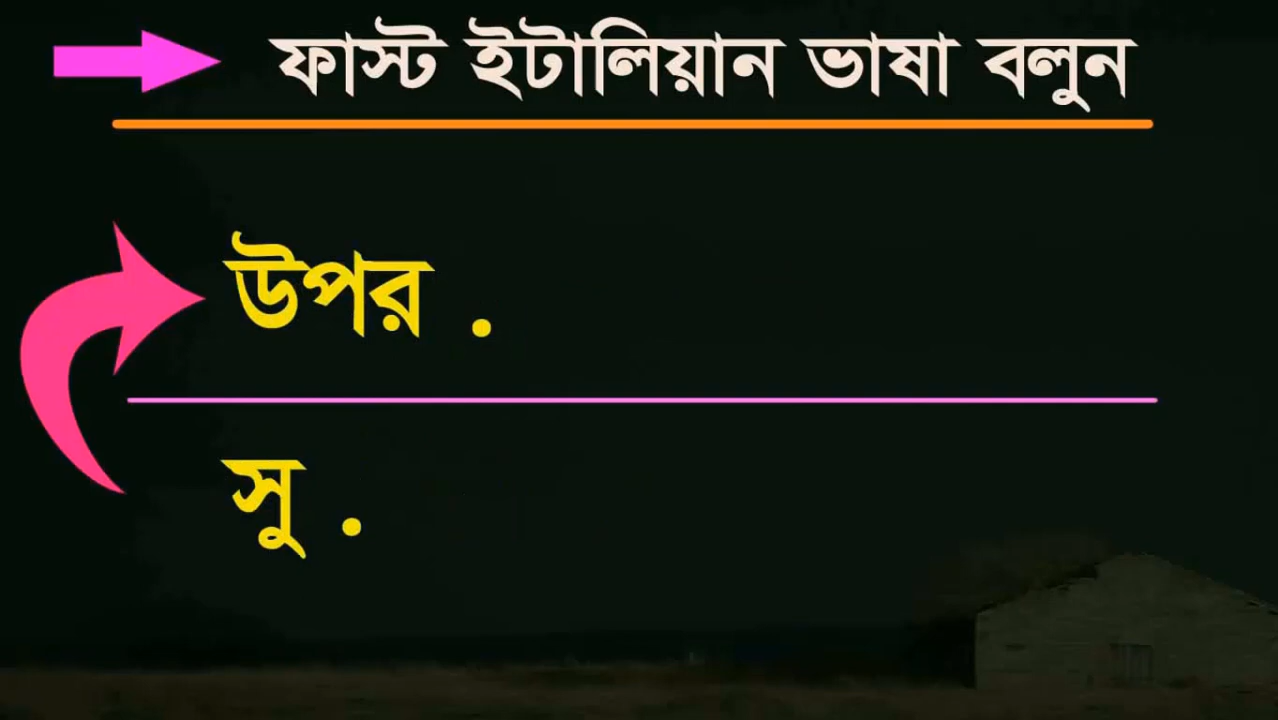 ফাস্ট ইটালিয়ান ভাষা বলুন
উপর .
সু .